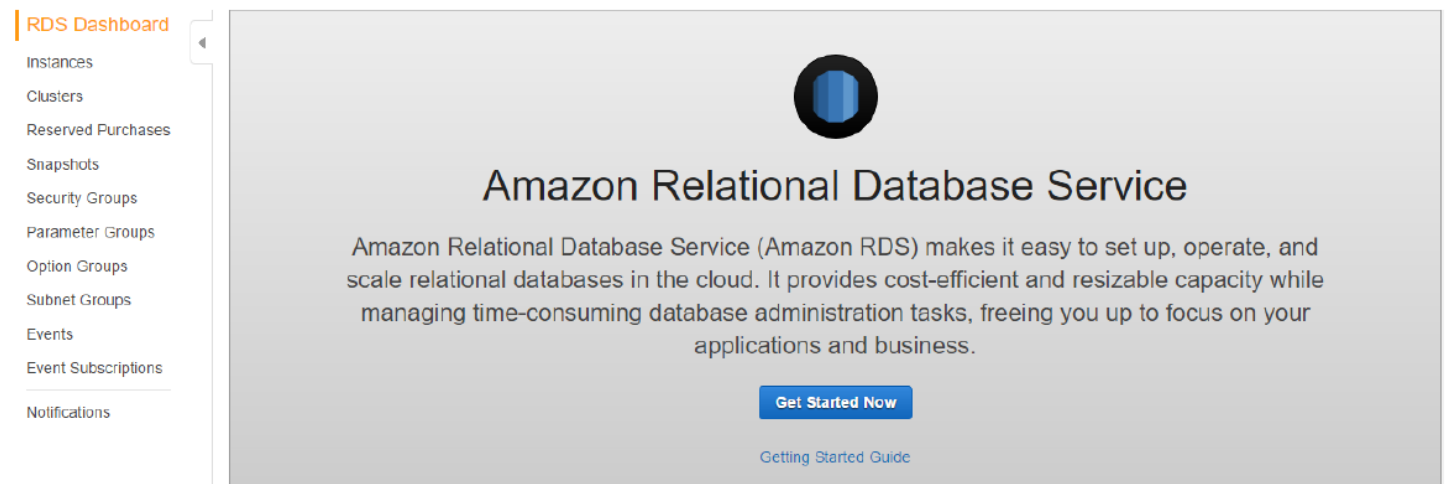 RDS Dashboard
Instances
Clusters
Reserved Purchases
Snapshots
Security Groups
Parameter Groups
Option Groups
Subnet Groups
Events
Event Subscriptions
Notifications
Amazon Relational Database Service
Amazon Relational Database Service (Amazon RDS) makes it easy to set up, operate, and
scale relational databases in the cloud. It provides cost-efficient and resizable capacity while
managing time-consuming database administration tasks, freeing you up to focus on your
applications and business.
Get Started Now
Getting Started Guide